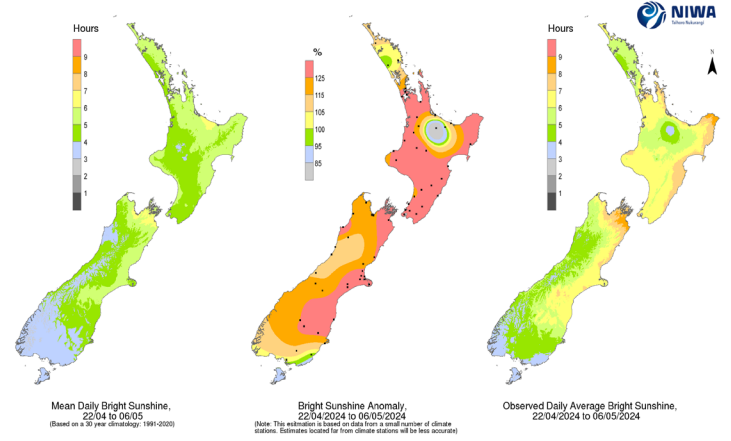 NIWA
Taihoro Nukurangi
Hours
9
8
7
6
5
4
3
2
1
%
125
115
105
100
95
85
Hours
9
8
7
6
5
4
3
2
1
N
Mean Daily Bright Sunshine,
22/04 to 06/05
(Based on a 30 year climatology: 1991-2020)
Bright Sunshine Anomaly,
22/04/2024 to 06/05/2024
(Note: This esitmation is based on data from a small number of climate
stations. Estimates located far from climate stations will be less accurate)
Observed Daily Average Bright Sunshine,
22/04/2024 to 06/05/2024